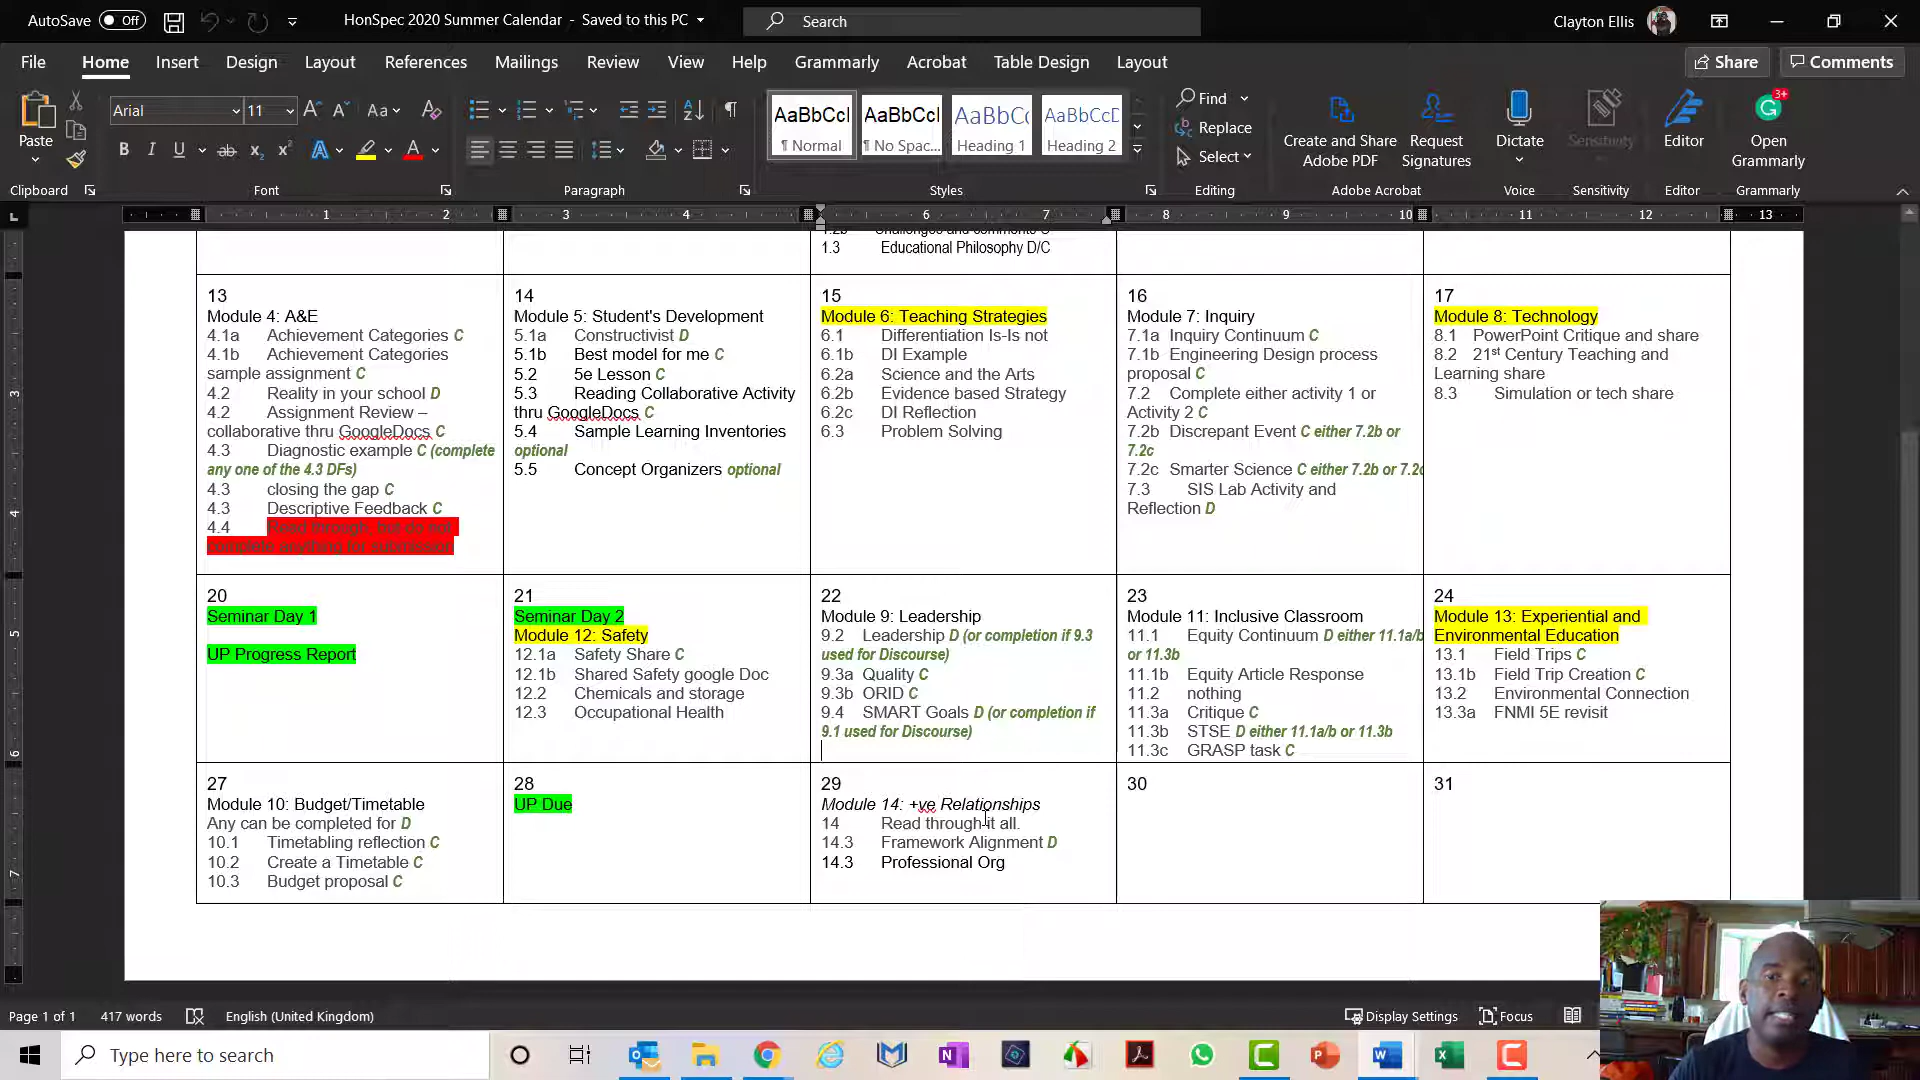 AutoSave Off HonSpec 2020 Summer Calendar - Saved to this PC Search Clayton Ellis
File Home Insert Design Layout References Mailings Review View Help Grammarly Acrobat Table Design Layout Share Comments
Paste
Clipboard
Arial 11
Font
Paragraph
AaBbCcI AaBbCcI AaBbCc AaBbCcD
¶ Normal ¶ No Spac... Heading 1 Heading 2
Styles
Find
Replace
Select
Editing
Create and Share Adobe PDF
Request Signatures
Adobe Acrobat
Dictate
Voice
Sensitivity
Sensitivity
Editor
Editor
3+
Open Grammarly
Grammarly
1 2 3 4 6 7 8 10 11 12 13
1.2b Challenges and comments C
1.3 Educational Philosophy D/C
13
Module 4: A&E
4.1a Achievement Categories C
4.1b Achievement Categories
sample assignment C
4.2 Reality in your school D
4.2 Assignment Review –
collaborative thru GoogleDocs C
4.3 Diagnostic example C (complete
any one of the 4.3 DFs)
4.3 closing the gap C
4.3 Descriptive Feedback C
4.4 Read through, but do not
complete anything for submission
14
Module 5: Student's Development
5.1a Constructivist D
5.1b Best model for me C
5.2 5e Lesson C
5.3 Reading Collaborative Activity
thru GoogleDocs C
5.4 Sample Learning Inventories
optional
5.5 Concept Organizers optional
15
Module 6: Teaching Strategies
6.1 Differentiation Is-Is not
6.1b DI Example
6.2a Science and the Arts
6.2b Evidence based Strategy
6.2c DI Reflection
6.3 Problem Solving
16
Module 7: Inquiry
7.1a Inquiry Continuum C
7.1b Engineering Design process
proposal C
7.2 Complete either activity 1 or
Activity 2 C
7.2b Discrepant Event C either 7.2b or
7.2c
7.2c Smarter Science C either 7.2b or 7.2c
7.3 SIS Lab Activity and
Reflection D
17
Module 8: Technology
8.1 PowerPoint Critique and share
8.2 21st Century Teaching and
Learning share
8.3 Simulation or tech share
20
Seminar Day 1
UP Progress Report
21
Seminar Day 2
Module 12: Safety
12.1a Safety Share C
12.1b Shared Safety google Doc
12.2 Chemicals and storage
12.3 Occupational Health
22
Module 9: Leadership
9.2 Leadership D (or completion if 9.3
used for Discourse)
9.3a Quality C
9.3b ORID C
9.4 SMART Goals D (or completion if
9.1 used for Discourse)
23
Module 11: Inclusive Classroom
11.1 Equity Continuum D either 11.1a/b
or 11.3b
11.1b Equity Article Response
11.2 nothing
11.3a Critique C
11.3b STSE D either 11.1a/b or 11.3b
11.3c GRASP task C
24
Module 13: Experiential and
Environmental Education
13.1 Field Trips C
13.1b Field Trip Creation C
13.2 Environmental Connection
13.3a FNMI 5E revisit
27
Module 10: Budget/Timetable
Any can be completed for D
10.1 Timetabling reflection C
10.2 Create a Timetable C
10.3 Budget proposal C
28
UP Due
29
Module 14: +ve Relationships
14 Read through it all.
14.3 Framework Alignment D
14.3 Professional Org
30
31
Page 1 of 1 417 words English (United Kingdom) Display Settings Focus
Type here to search